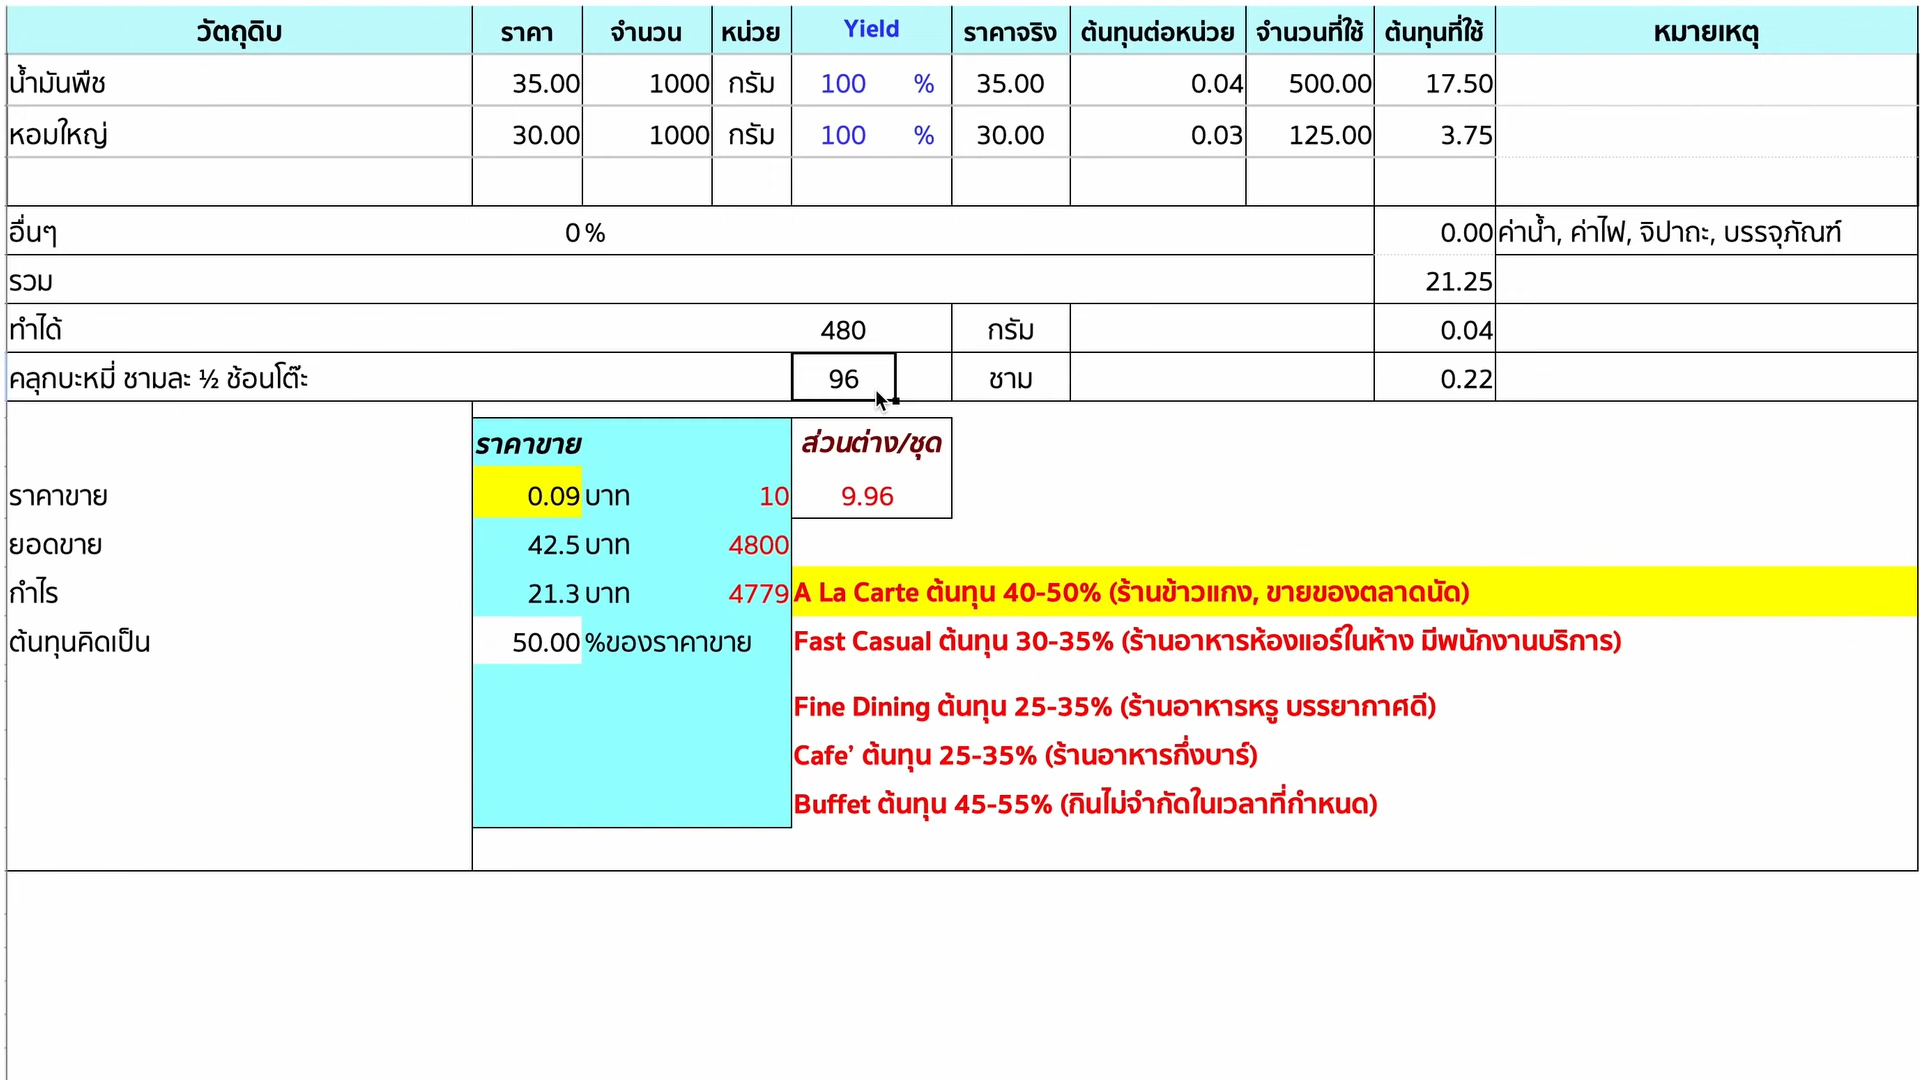 วัตถุดิบ ราคา จำนวน หน่วย Yield ราคาจริง ต้นทุนต่อหน่วย จำนวนที่ใช้ ต้นทุนที่ใช้ หมายเหตุ
น้ำมันพืช 35.00 1000 กรัม 100 % 35.00 0.04 500.00 17.50
หอมใหญ่ 30.00 1000 กรัม 100 % 30.00 0.03 125.00 3.75
อื่นๆ 0 % 0.00 ค่าน้ำ, ค่าไฟ, จิปาถะ, บรรจุภัณฑ์
รวม 21.25
ทำได้ 480 กรัม 0.04
คลุกบะหมี่ ชามละ ½ ช้อนโต๊ะ 96 ชาม 0.22
ราคาขาย ส่วนต่าง/ชุด
ราคาขาย 0.09 บาท 10 9.96
ยอดขาย 42.5 บาท 4800
กำไร 21.3 บาท 4779 A La Carte ต้นทุน 40-50% (ร้านข้าวแกง, ขายของตลาดนัด)
ต้นทุนคิดเป็น 50.00 %ของราคาขาย Fast Casual ต้นทุน 30-35% (ร้านอาหารห้องแอร์ในห้าง มีพนักงานบริการ)
Fine Dining ต้นทุน 25-35% (ร้านอาหารหรู บรรยากาศดี)
Cafe’ ต้นทุน 25-35% (ร้านอาหารกึ่งบาร์)
Buffet ต้นทุน 45-55% (กินไม่จำกัดในเวลาที่กำหนด)